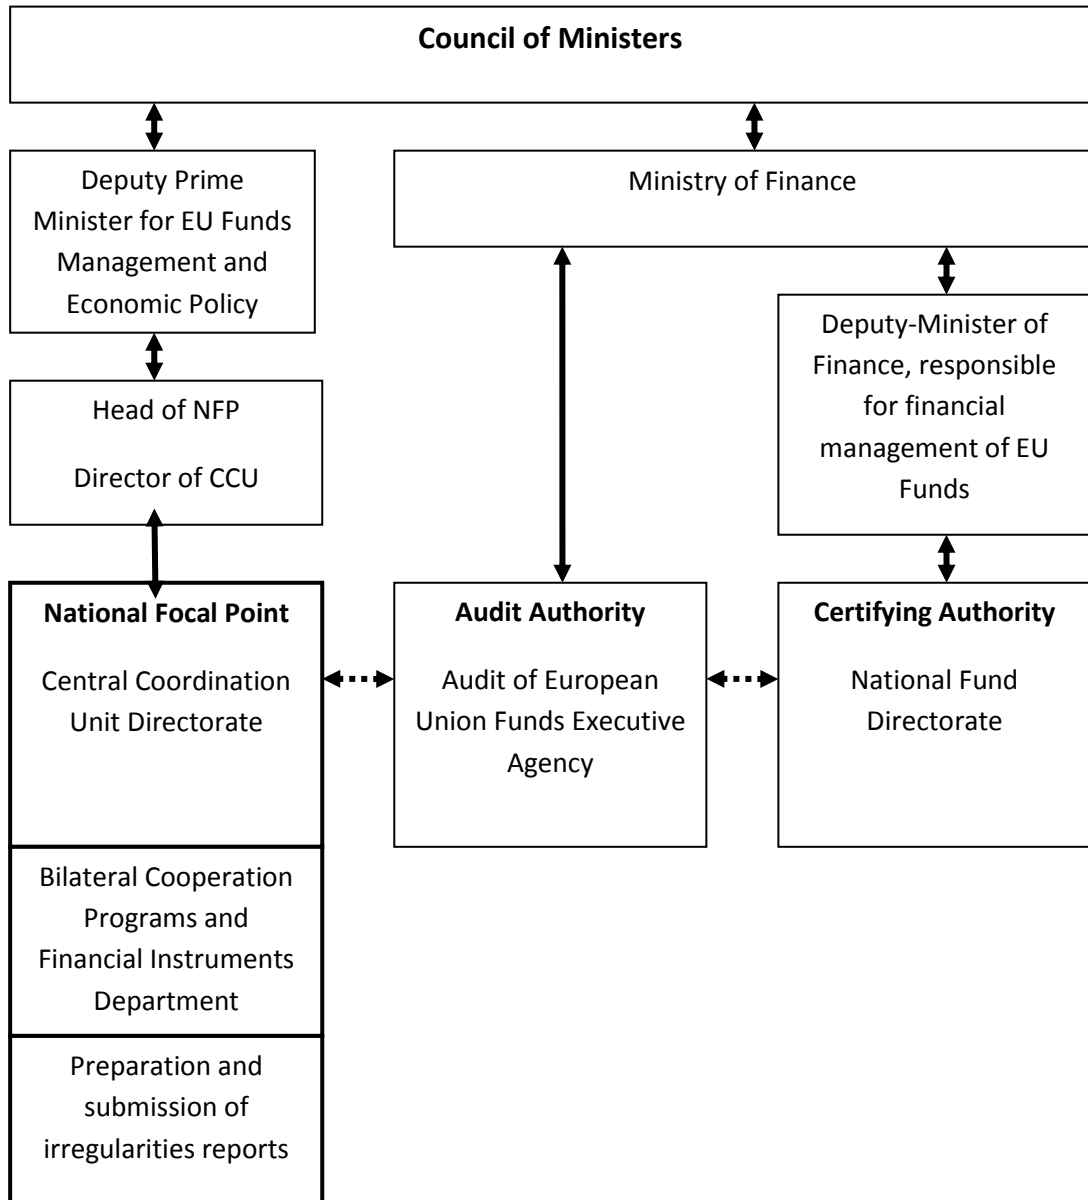 Council of Ministers
Deputy Prime
Minister for EU Funds
Management and
Economic Policy
Ministry of Finance
Head of NFP
Director of CCU
Deputy-Minister of
Finance, responsible
for financial
management of EU
Funds
National Focal Point
Central Coordination
Unit Directorate
Audit Authority
Audit of European
Union Funds Executive
Agency
Certifying Authority
National Fund
Directorate
Bilateral Cooperation
Programs and
Financial Instruments
Department
Preparation and
submission of
irregularities reports